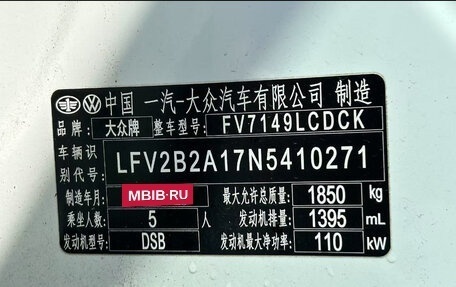 中国 一汽-大众汽车有限公司 制造
品牌: 大众牌 整车型号: FV7149LCDCK
车辆识别代号: LFV2B2A17N5410271
制造年月: MBIB·RU 最大允许总质量: 1850 kg
乘坐人数: 5 人 发动机排量: 1395 mL
发动机型号: DSB 发动机最大净功率: 110 kW